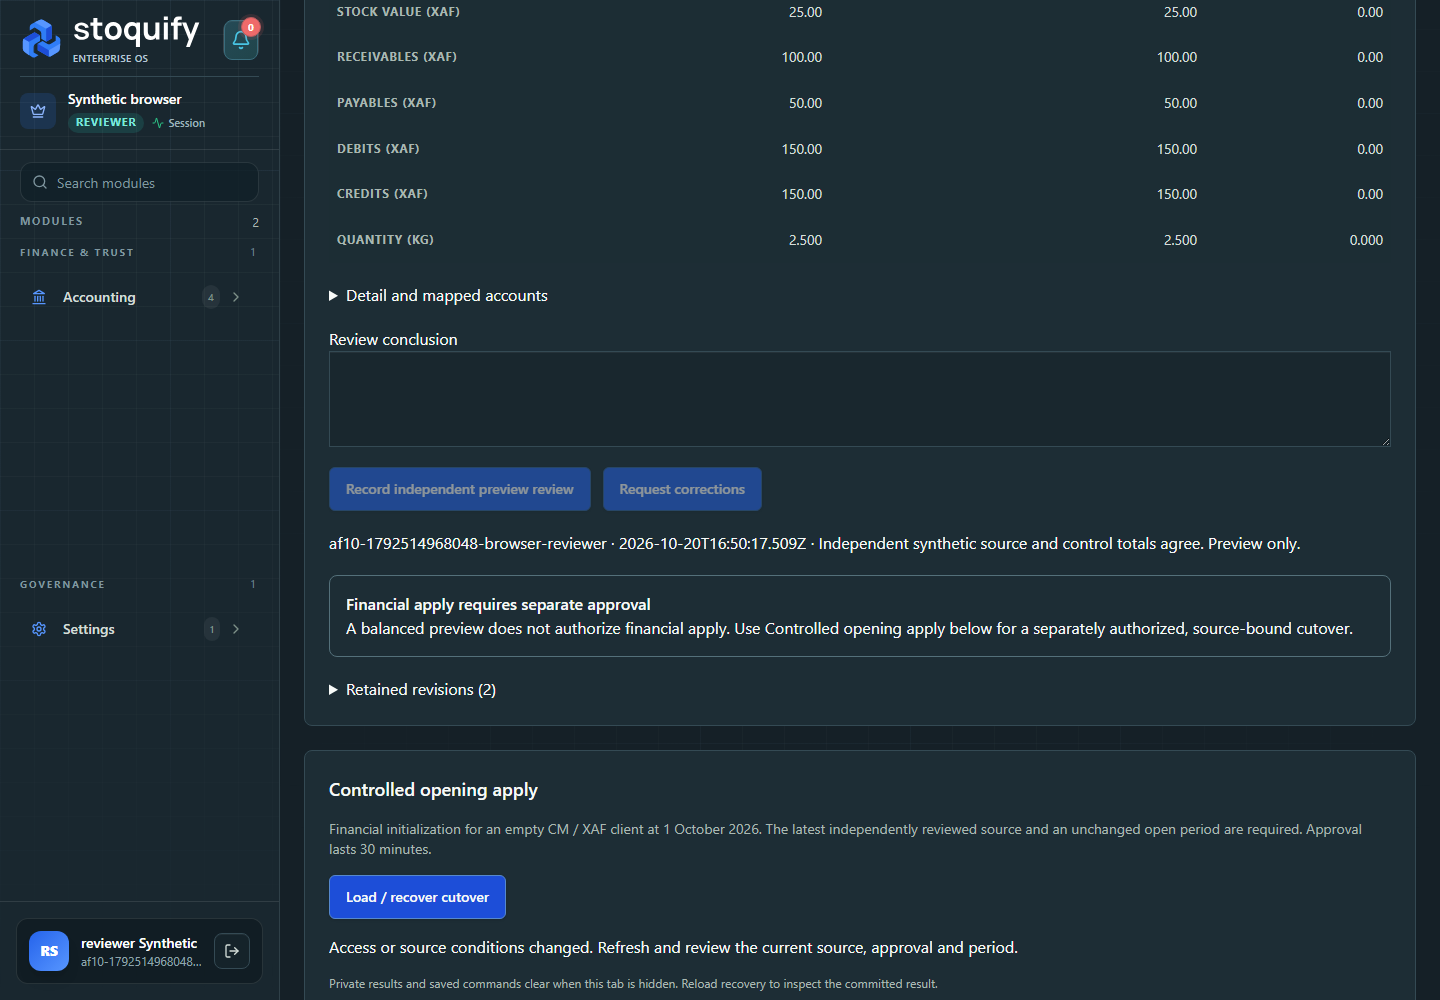 stoquify
ENTERPRISE OS
0
Synthetic browser
REVIEWER
Session
Search modules
MODULES 2
FINANCE & TRUST 1
Accounting 4
GOVERNANCE 1
Settings 1
RS
reviewer Synthetic
af10-1792514968048...
STOCK VALUE (XAF) 25.00 25.00 0.00
RECEIVABLES (XAF) 100.00 100.00 0.00
PAYABLES (XAF) 50.00 50.00 0.00
DEBITS (XAF) 150.00 150.00 0.00
CREDITS (XAF) 150.00 150.00 0.00
QUANTITY (KG) 2.500 2.500 0.000
Detail and mapped accounts
Review conclusion
Record independent preview review
Request corrections
af10-1792514968048-browser-reviewer · 2026-10-20T16:50:17.509Z · Independent synthetic source and control totals agree. Preview only.
Financial apply requires separate approval
A balanced preview does not authorize financial apply. Use Controlled opening apply below for a separately authorized, source-bound cutover.
Retained revisions (2)
Controlled opening apply
Financial initialization for an empty CM / XAF client at 1 October 2026. The latest independently reviewed source and an unchanged open period are required. Approval
lasts 30 minutes.
Load / recover cutover
Access or source conditions changed. Refresh and review the current source, approval and period.
Private results and saved commands clear when this tab is hidden. Reload recovery to inspect the committed result.